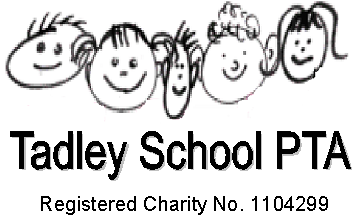 Tadley School PTA
Registered Charity No. 1104299